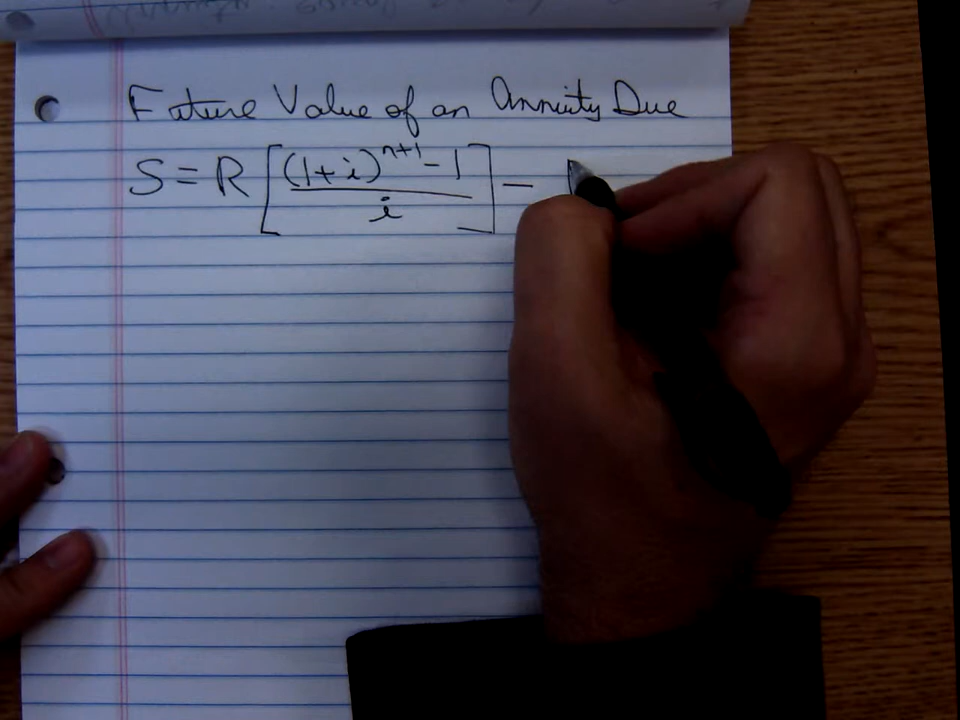 Future Value of an Annuity Due
S = R [ (1+i)^{n+1} - 1 / i ] -